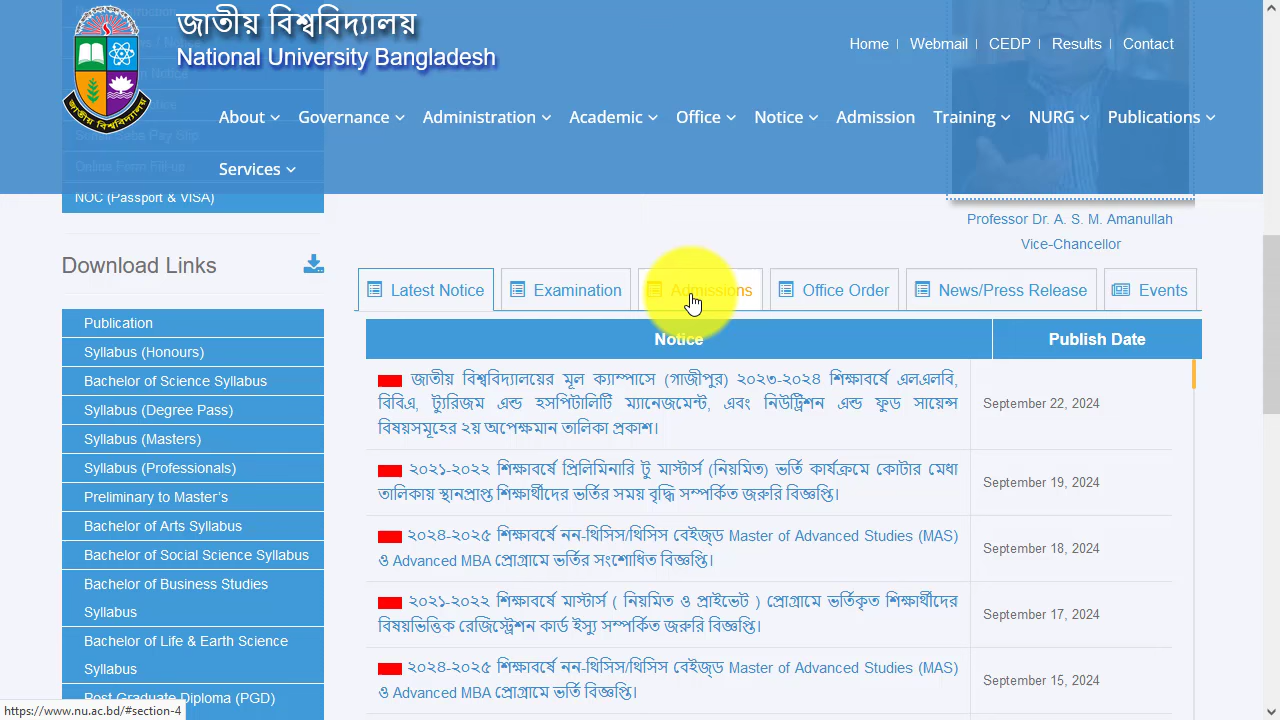 জাতীয় বিশ্ববিদ্যালয়
National University Bangladesh
Home
Webmail
CEDP
Results
Contact
About
Governance
Administration
Academic
Office
Notice
Admission
Training
NURG
Publications
Services
Online Form Fill-up
NOC (Passport & VISA)
Professor Dr. A. S. M. Amanullah
Vice-Chancellor
Download Links
Publication
Syllabus (Honours)
Bachelor of Science Syllabus
Syllabus (Degree Pass)
Syllabus (Masters)
Syllabus (Professionals)
Preliminary to Master's
Bachelor of Arts Syllabus
Bachelor of Social Science Syllabus
Bachelor of Business Studies
Syllabus
Bachelor of Life & Earth Science
Syllabus
Post Graduate Diploma (PGD)
Latest Notice
Examination
Admissions
Office Order
News/Press Release
Events
Notice
Publish Date
জাতীয় বিশ্ববিদ্যালয়ের মূল ক্যাম্পাসে (গাজীপুর) ২০২৩-২০২৪ শিক্ষাবর্ষে এলএলবি,
বিবিএ, ট্যুরিজম এন্ড হসপিটালিটি ম্যানেজমেন্ট, এবং নিউট্রিশন এন্ড ফুড সায়েন্স
বিষয়সমূহের ২য় অপেক্ষমান তালিকা প্রকাশ।
September 22, 2024
২০২১-২০২২ শিক্ষাবর্ষে প্রিলিমিনারি টু মাস্টার্স (নিয়মিত) ভর্তি কার্যক্রমে কোটার মেধা
তালিকায় স্থানপ্রাপ্ত শিক্ষার্থীদের ভর্তির সময় বৃদ্ধি সম্পর্কিত জরুরি বিজ্ঞপ্তি।
September 19, 2024
২০২৪-২০২৫ শিক্ষাবর্ষে নন-থিসিস/থিসিস বেইজ্‌ড Master of Advanced Studies (MAS)
ও Advanced MBA প্রোগ্রামে ভর্তির সংশোধিত বিজ্ঞপ্তি।
September 18, 2024
২০২১-২০২২ শিক্ষাবর্ষে মাস্টার্স ( নিয়মিত ও প্রাইভেট ) প্রোগ্রামে ভর্তিকৃত শিক্ষার্থীদের
বিষয়ভিত্তিক রেজিস্ট্রেশন কার্ড ইস্যু সম্পর্কিত জরুরি বিজ্ঞপ্তি।
September 17, 2024
২০২৪-২০২৫ শিক্ষাবর্ষে নন-থিসিস/থিসিস বেইজ্‌ড Master of Advanced Studies (MAS)
ও Advanced MBA প্রোগ্রামে ভর্তি বিজ্ঞপ্তি।
September 15, 2024
https://www.nu.ac.bd/#section-4